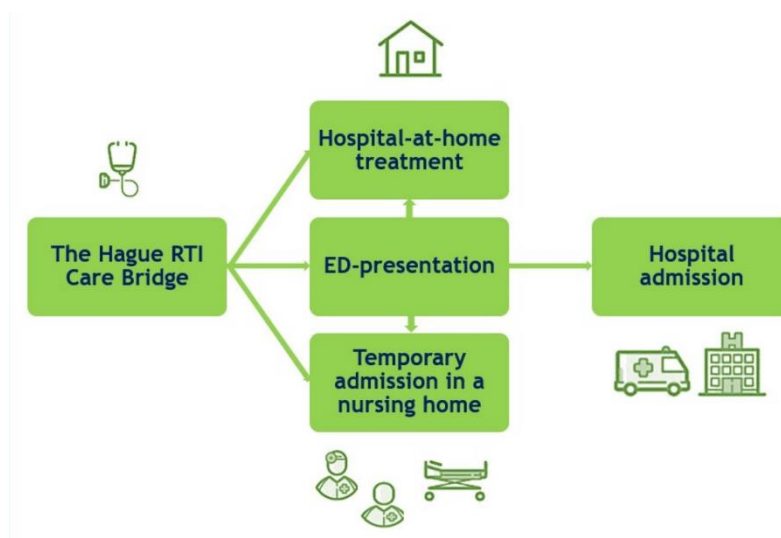 Hospital-at-home
treatment
The Hague RTI
Care Bridge
ED-presentation
Hospital
admission
Temporary
admission in a
nursing home